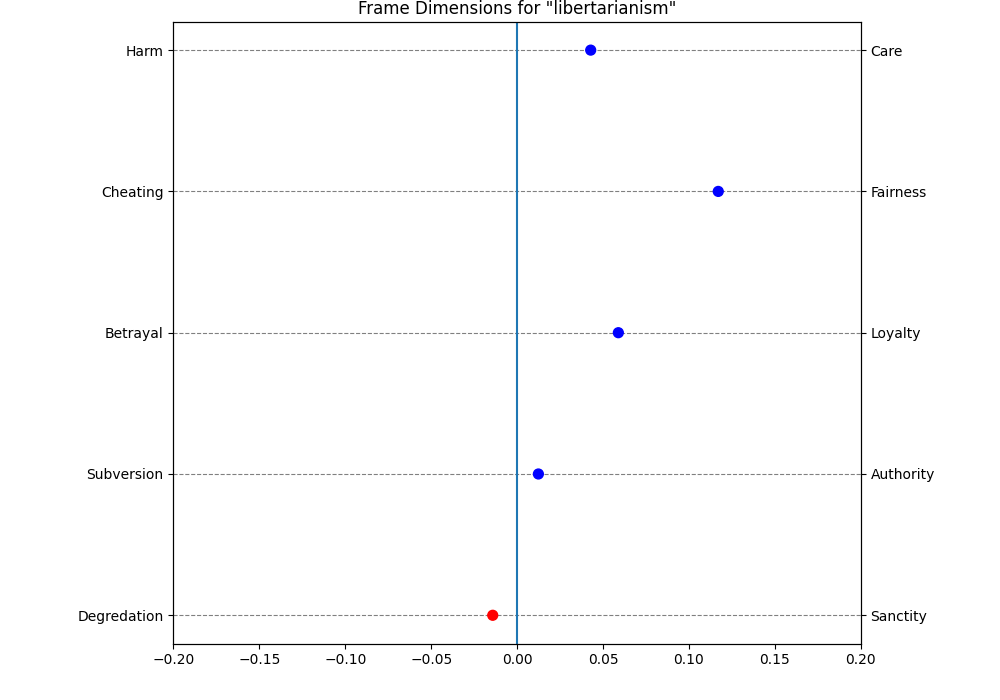 Frame Dimensions for "libertarianism"
Harm
Care
Cheating
Fairness
Betrayal
Loyalty
Subversion
Authority
Degredation
Sanctity
−0.20 −0.15 −0.10 −0.05 0.00 0.05 0.10 0.15 0.20